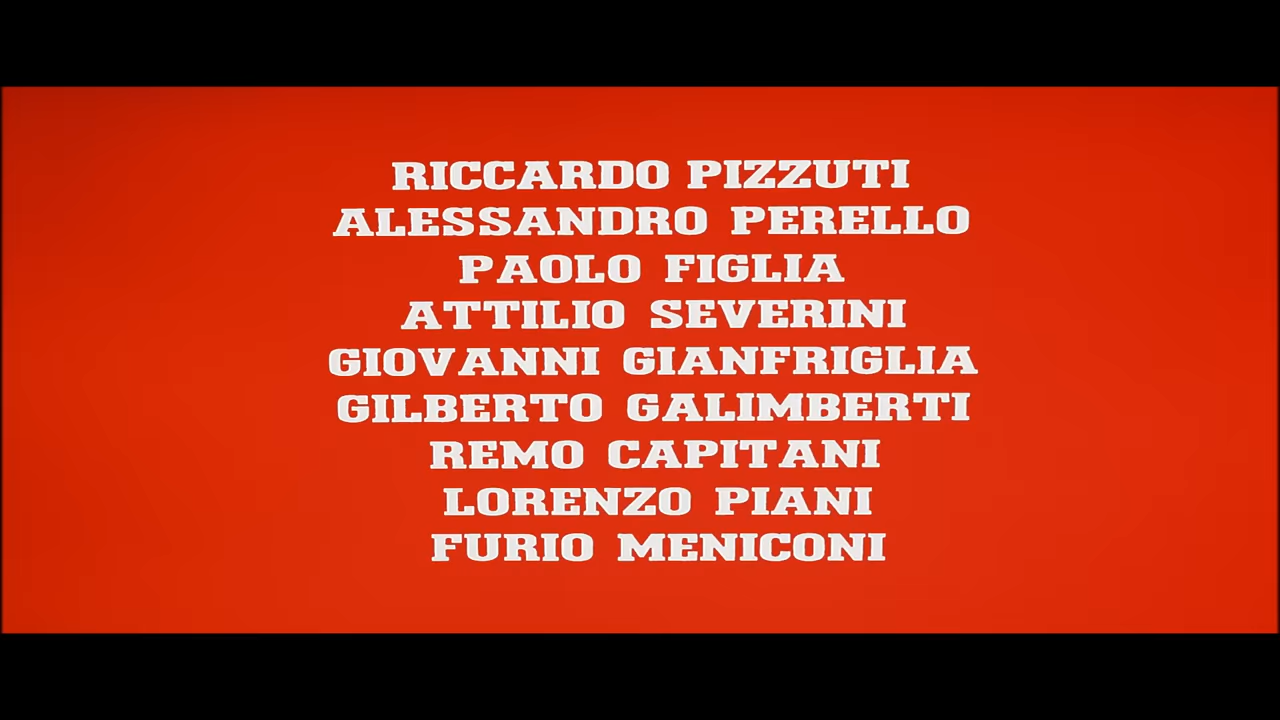 RICCARDO PIZZUTI
ALESSANDRO PERELLO
PAOLO FIGLIA
ATTILIO SEVERINI
GIOVANNI GIANFRIGLIA
GILBERTO GALIMBERTI
REMO CAPITANI
LORENZO PIANI
FURIO MENICONI